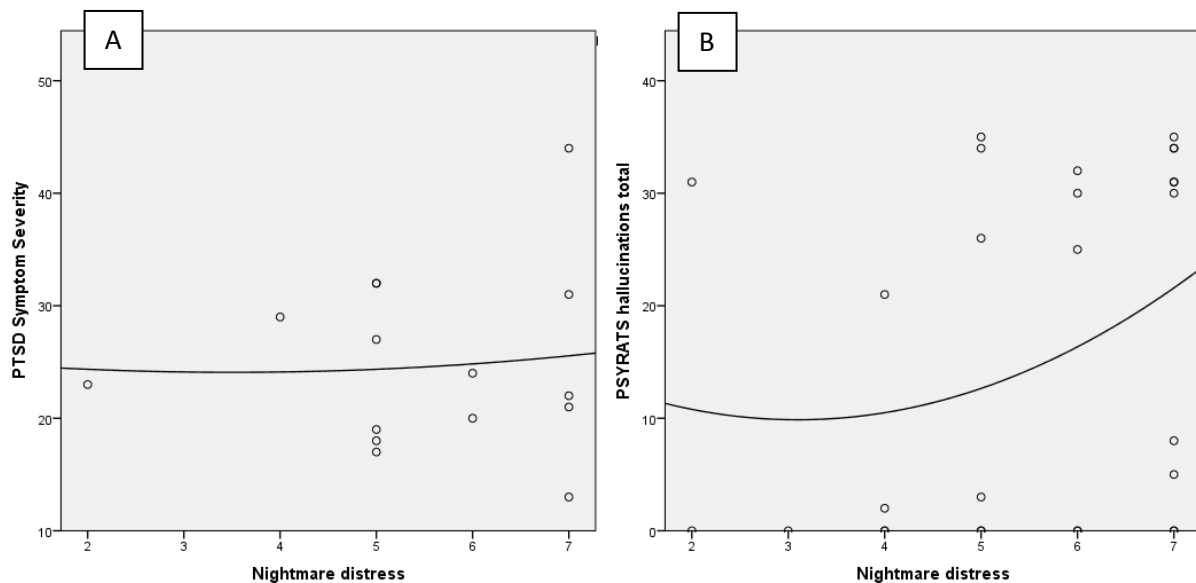 A
PTSD Symptom Severity
50
40
30
20
10
2 3 4 5 6 7
Nightmare distress
B
PSYRATS hallucinations total
40
30
20
10
0
2 3 4 5 6 7
Nightmare distress